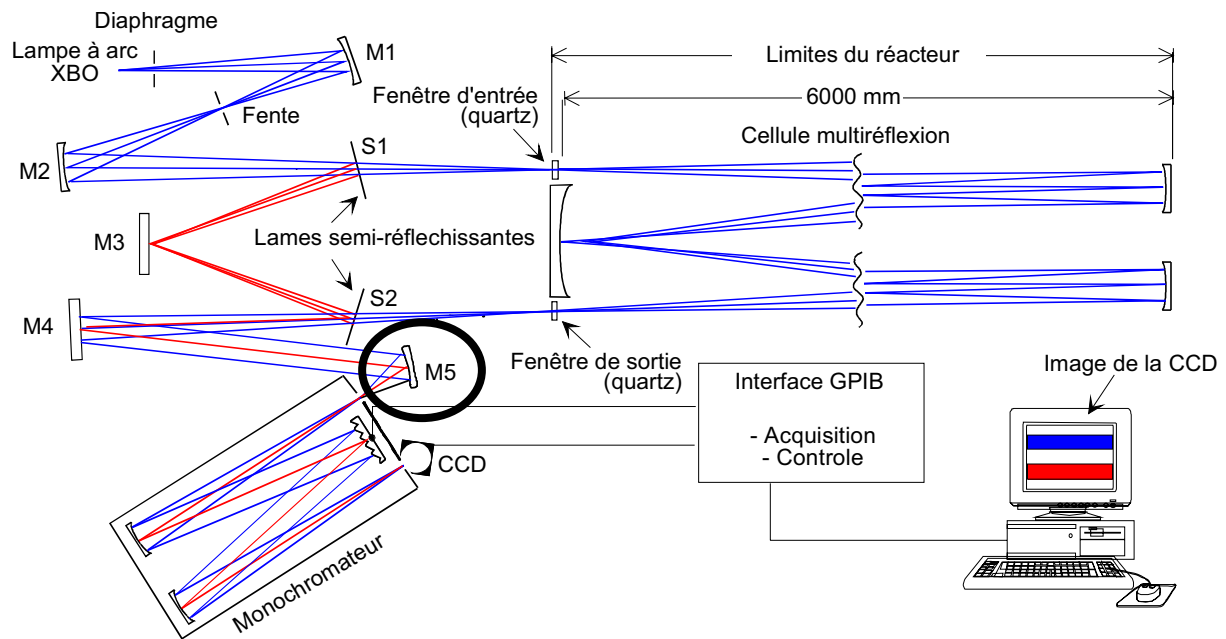 Diaphragme
Lampe à arc
XBO
M1
Fente
M2
S1
Fenêtre d'entrée
(quartz)
Limites du réacteur
6000 mm
Cellule multiréflexion
M3
Lames semi-réflechissantes
S2
M4
M5
Fenêtre de sortie
(quartz)
Interface GPIB
- Acquisition
- Controle
Image de la CCD
CCD
Monochromateur